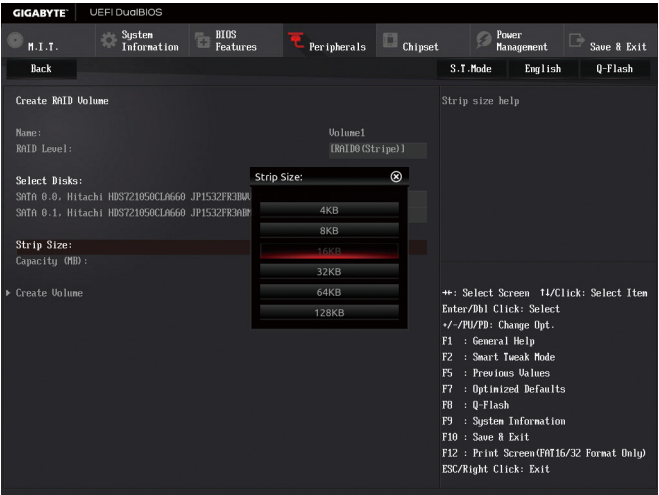 GIGABYTE™ UEFI DualBIOS
M.I.T.
System Information
BIOS Features
Peripherals
Chipset
Power Management
Save & Exit
Back
S.T.Mode English Q-Flash
Create RAID Volume
Name: Volume1
RAID Level: [RAID0(Stripe)]
Select Disks:
SATA 0.0, Hitachi HDS721050CLA660
SATA 0.1, Hitachi HDS721050CLA660
Strip Size:
Capacity (MB) :
Create Volume
Strip Size:
4KB
8KB
16KB
32KB
64KB
128KB
Strip size help
→←: Select Screen ↑↓/Click: Select Item
Enter/Dbl Click: Select
+/-/PU/PD: Change Opt.
F1 : General Help
F2 : Smart Tweak Mode
F5 : Previous Values
F7 : Optimized Defaults
F8 : Q-Flash
F9 : System Information
F10 : Save & Exit
F12 : Print Screen(FAT16/32 Format Only)
ESC/Right Click: Exit